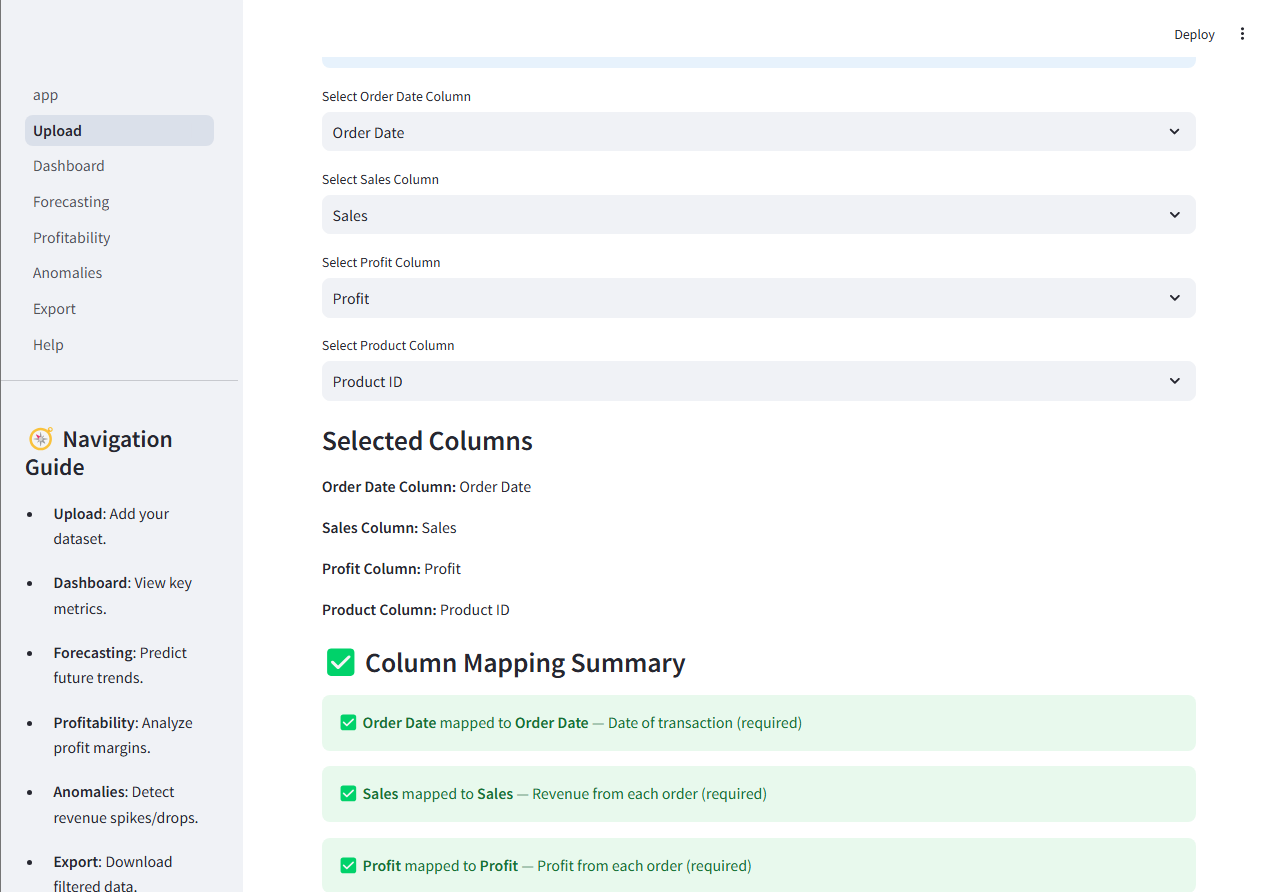 Deploy
app
Upload
Dashboard
Forecasting
Profitability
Anomalies
Export
Help
Navigation
Guide
Upload: Add your
dataset.
Dashboard: View key
metrics.
Forecasting: Predict
future trends.
Profitability: Analyze
profit margins.
Anomalies: Detect
revenue spikes/drops.
Export: Download
filtered data.
Select Order Date Column
Order Date
Select Sales Column
Sales
Select Profit Column
Profit
Select Product Column
Product ID
Selected Columns
Order Date Column: Order Date
Sales Column: Sales
Profit Column: Profit
Product Column: Product ID
Column Mapping Summary
Order Date mapped to Order Date — Date of transaction (required)
Sales mapped to Sales — Revenue from each order (required)
Profit mapped to Profit — Profit from each order (required)